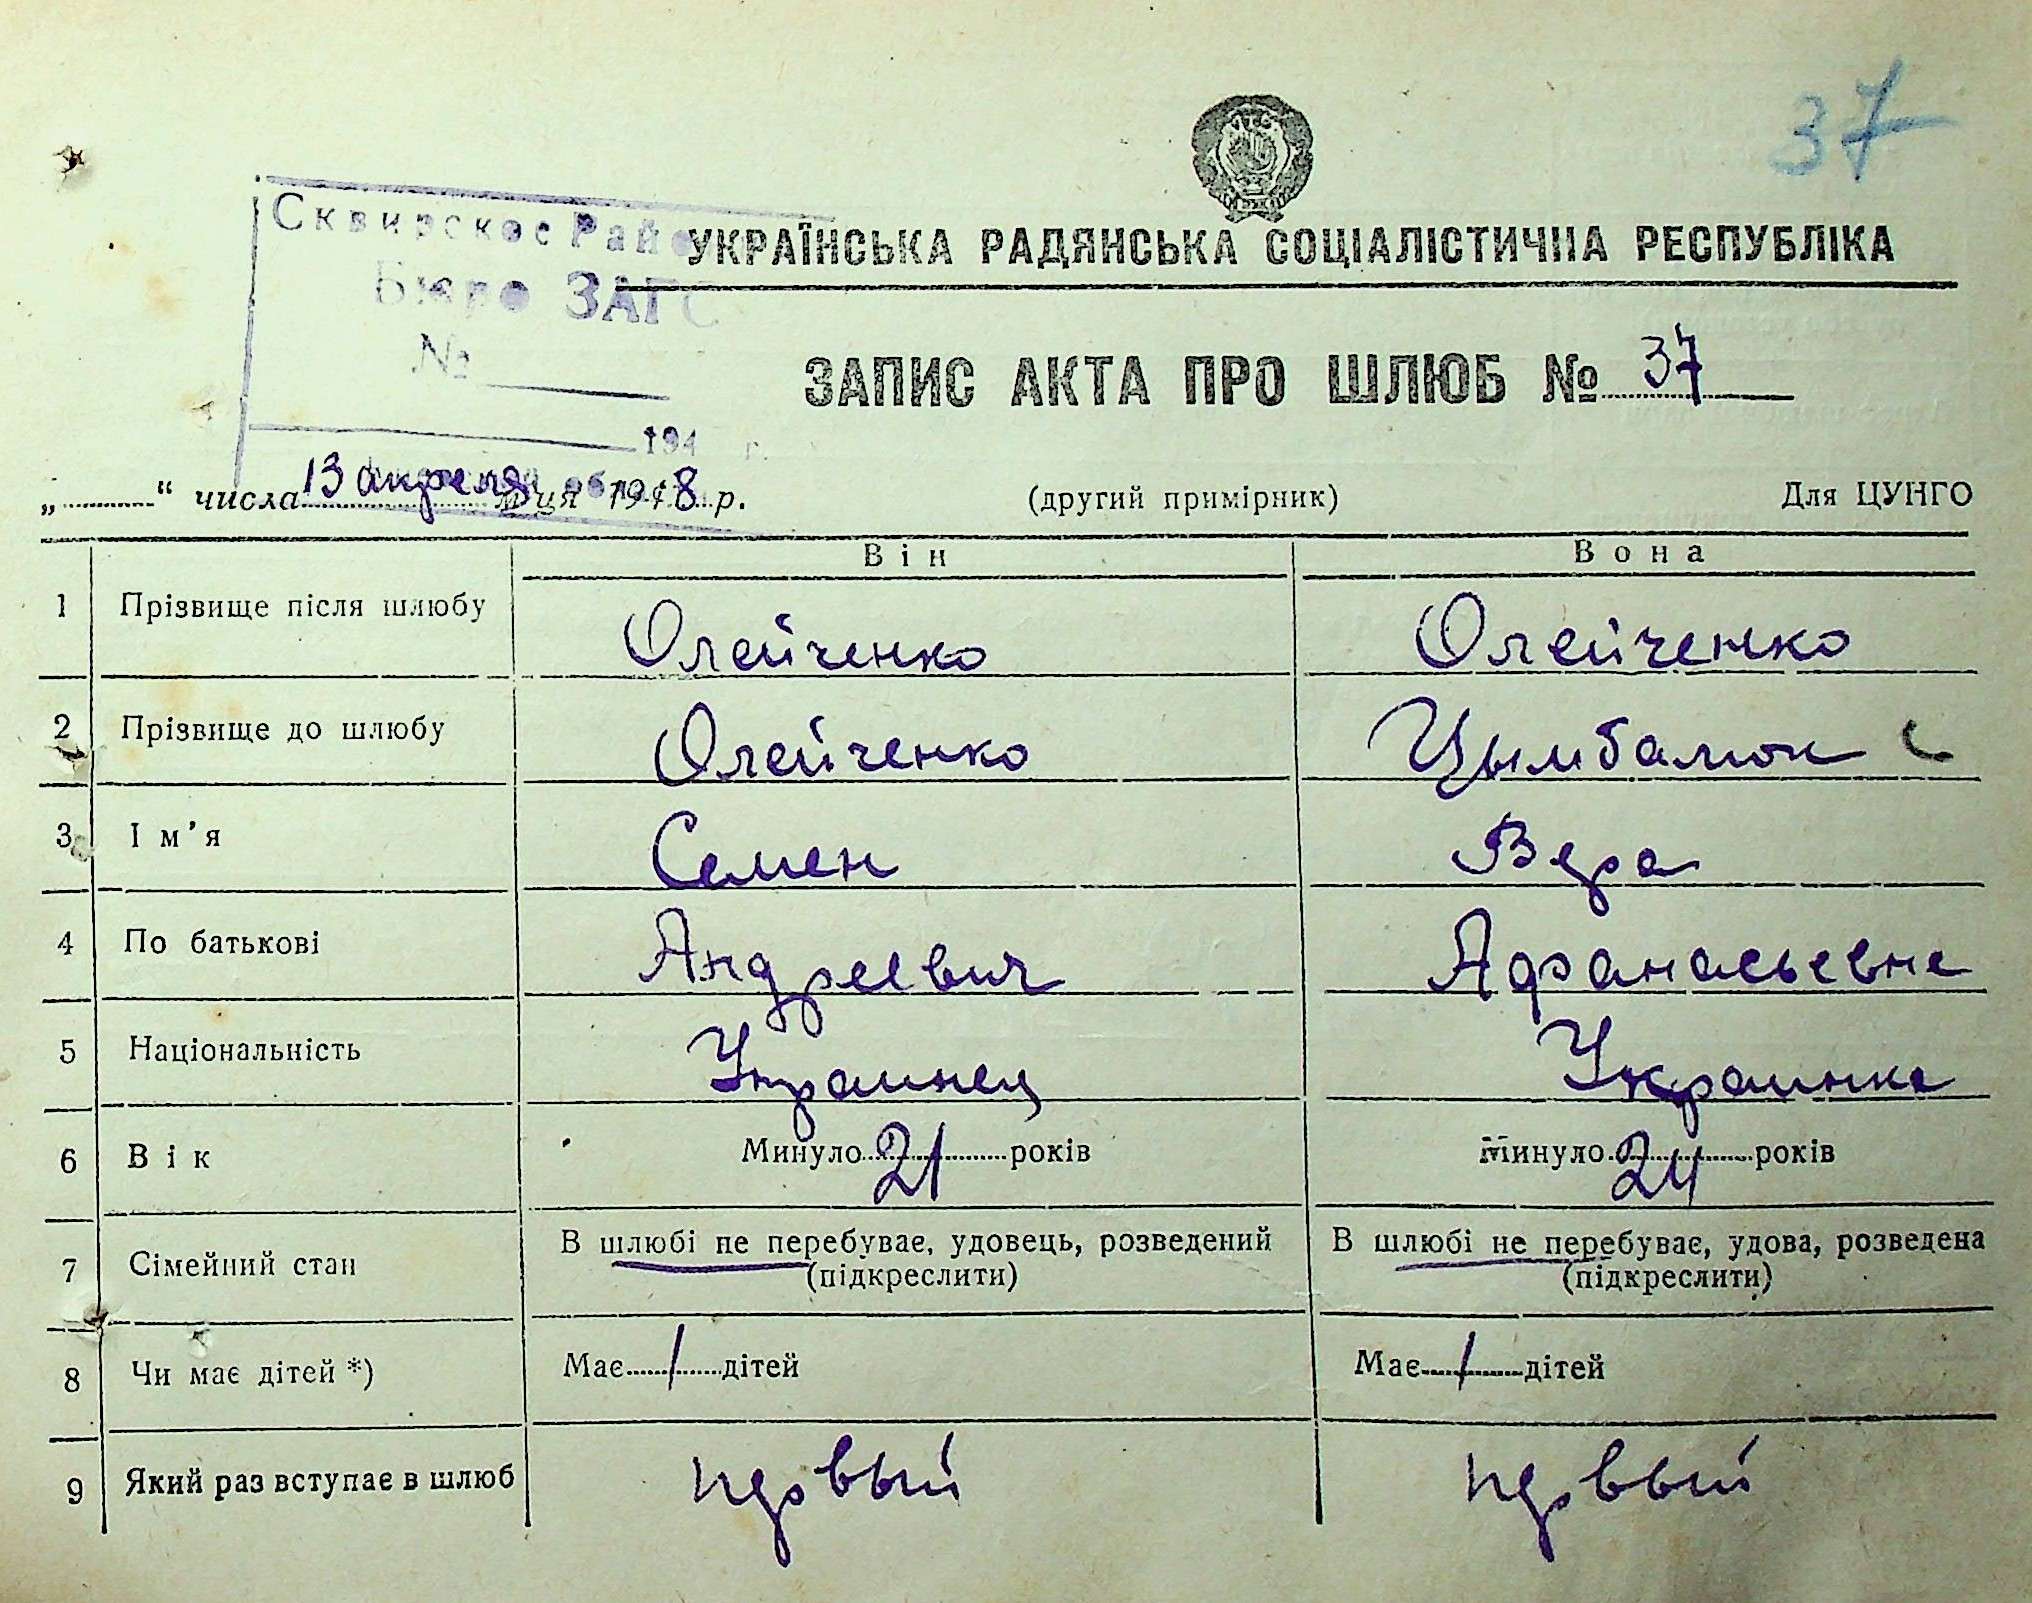 37
Сквирское Рай
УКРАЇНСЬКА РАДЯНСЬКА СОЦІАЛІСТИЧНА РЕСПУБЛІКА
Бюро ЗАГС
№
ЗАПИС АКТА ПРО ШЛЮБ № 37
194 г.
„ “ числа 13 апреля м-ця 1948 р. (другий примірник) Для ЦУНГО
Він Вона
1 Прізвище після шлюбу Олейченко Олейченко
2 Прізвище до шлюбу Олейченко Цымбалюк
3 Ім’я Семен Вера
4 По батькові Андреевич Афанасьевна
5 Національність Украинец Украинка
6 Вік Минуло 21 років Минуло 24 років
7 Сімейний стан В шлюбі не перебуває, удовець, розведений В шлюбі не перебуває, удова, розведена
(підкреслити) (підкреслити)
8 Чи має дітей *) Має / дітей Має / дітей
9 Який раз вступає в шлюб первый первый